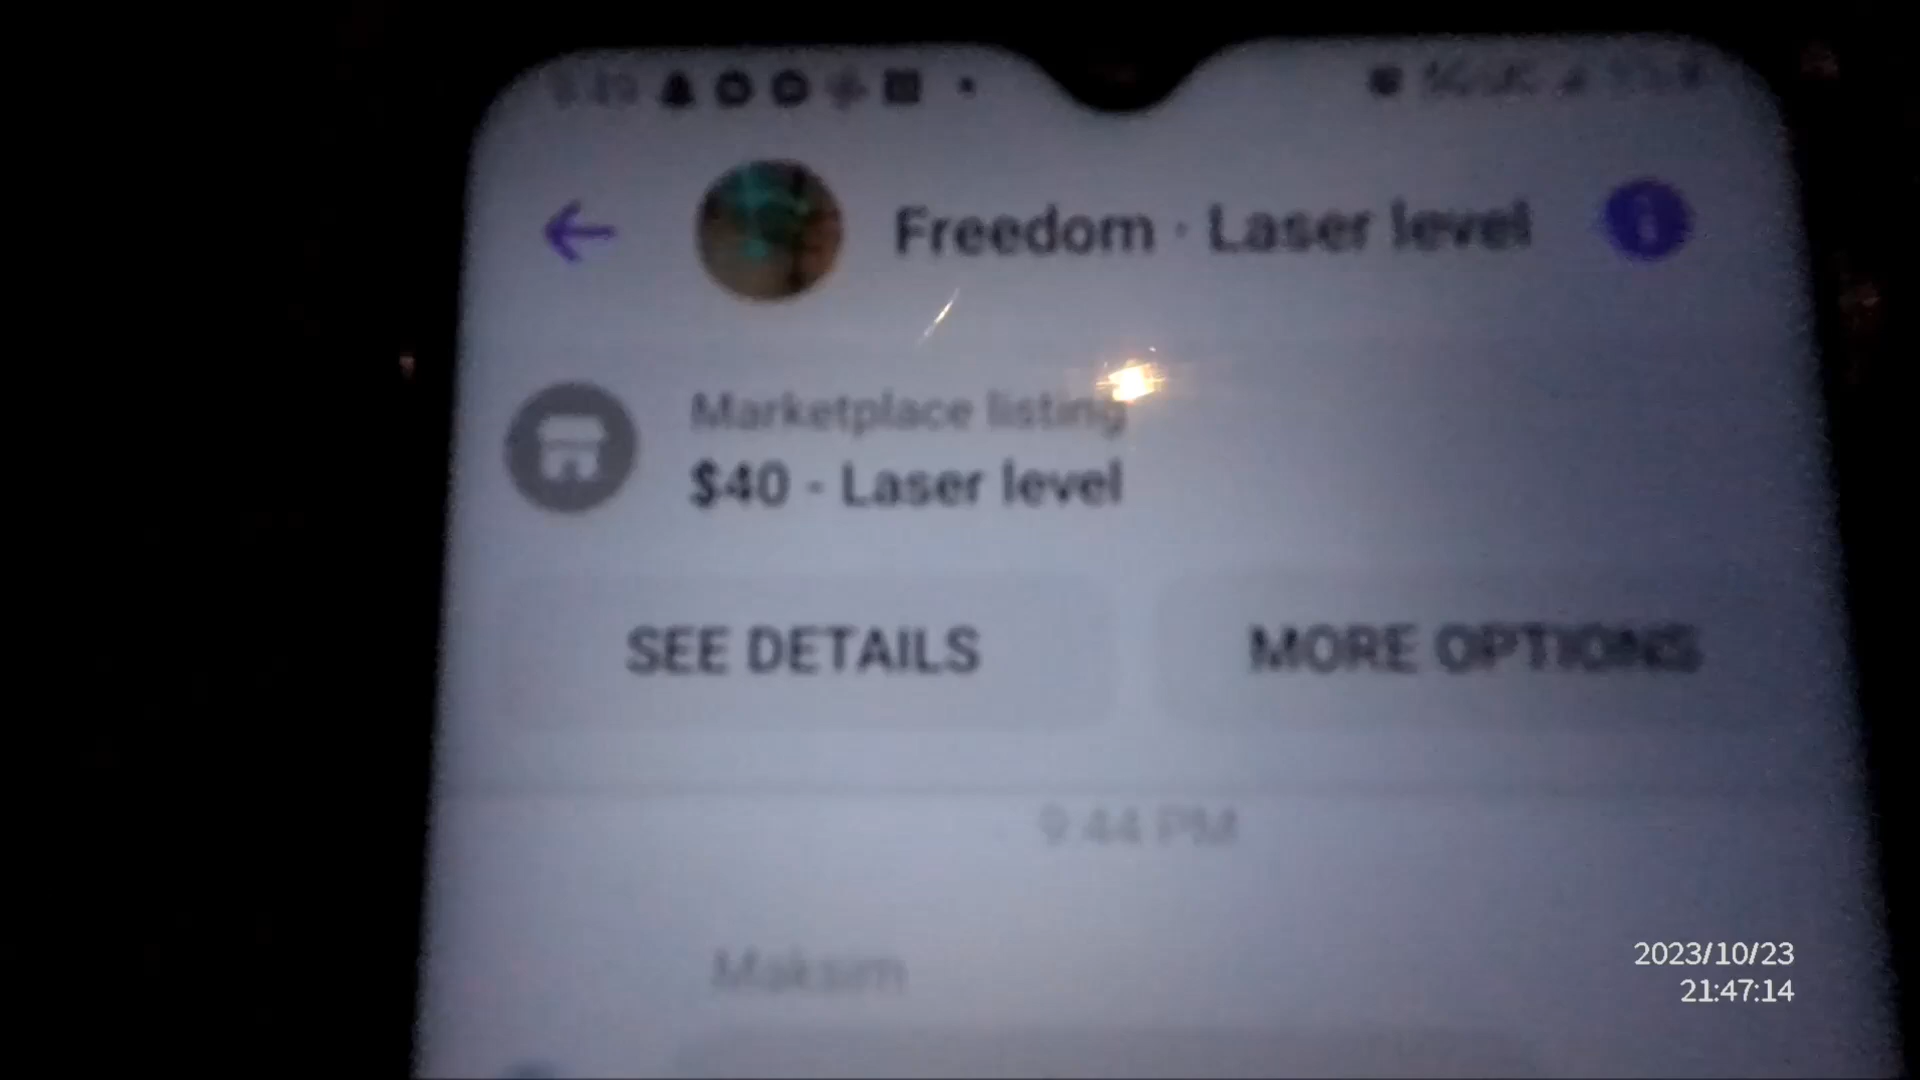 Freedom · Laser level
Marketplace listing
$40 - Laser level
SEE DETAILS
MORE OPTIONS
9:44 PM
Maksim
2023/10/23
21:47:14